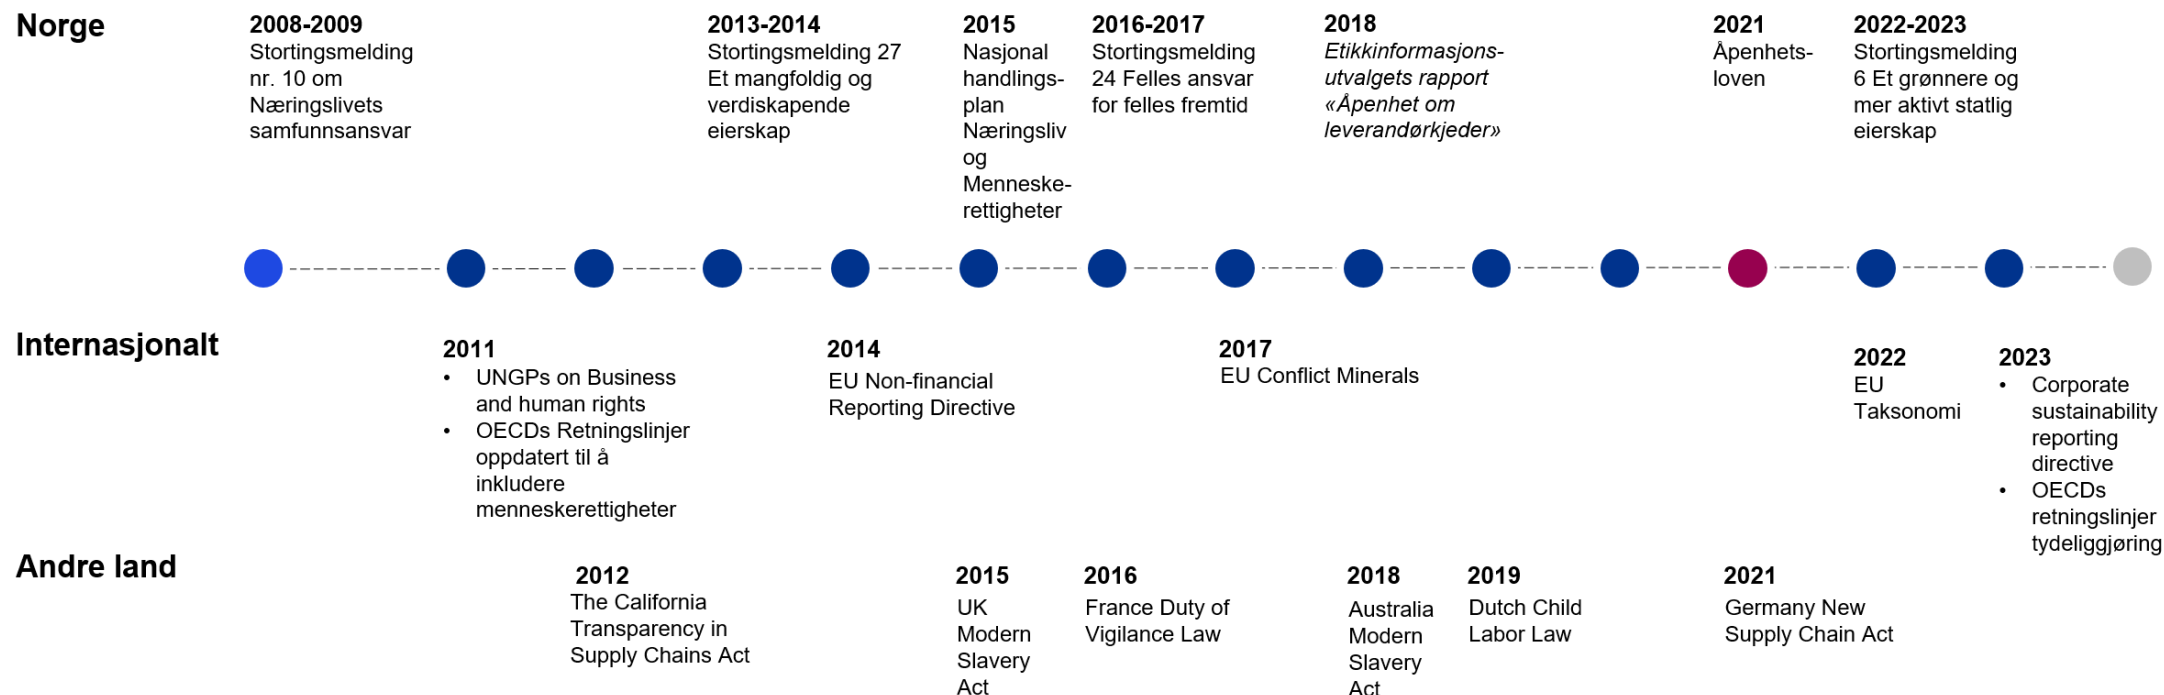 Norge
2008-2009
Stortingsmelding
nr. 10 om
Næringslivets
samfunnsansvar
2013-2014
Stortingsmelding 27
Et mangfoldig og
verdiskapende
eierskap
2015
Nasjonal
handlings-
plan
Næringsliv
og
Menneske-
rettigheter
2016-2017
Stortingsmelding
24 Felles ansvar
for felles fremtid
2018
Etikkinformasjons-
utvalgets rapport
«Åpenhet om
leverandørkjeder»
2021
Åpenhets-
loven
2022-2023
Stortingsmelding
6 Et grønnere og
mer aktivt statlig
eierskap
Internasjonalt
2011
• UNGPs on Business
and human rights
• OECDs Retningslinjer
oppdatert til å
inkludere
menneskerettigheter
2014
EU Non-financial
Reporting Directive
2017
EU Conflict Minerals
2022
EU
Taksonomi
2023
• Corporate
sustainability
reporting
directive
• OECDs
retningslinjer
tydeliggjøring
Andre land
2012
The California
Transparency in
Supply Chains Act
2015
UK
Modern
Slavery
Act
2016
France Duty of
Vigilance Law
2018
Australia
Modern
Slavery
Act
2019
Dutch Child
Labor Law
2021
Germany New
Supply Chain Act